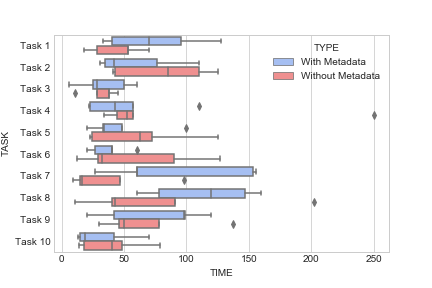 TYPE
With Metadata
Without Metadata
TASK
Task 1
Task 2
Task 3
Task 4
Task 5
Task 6
Task 7
Task 8
Task 9
Task 10
0 50 100 150 200 250
TIME